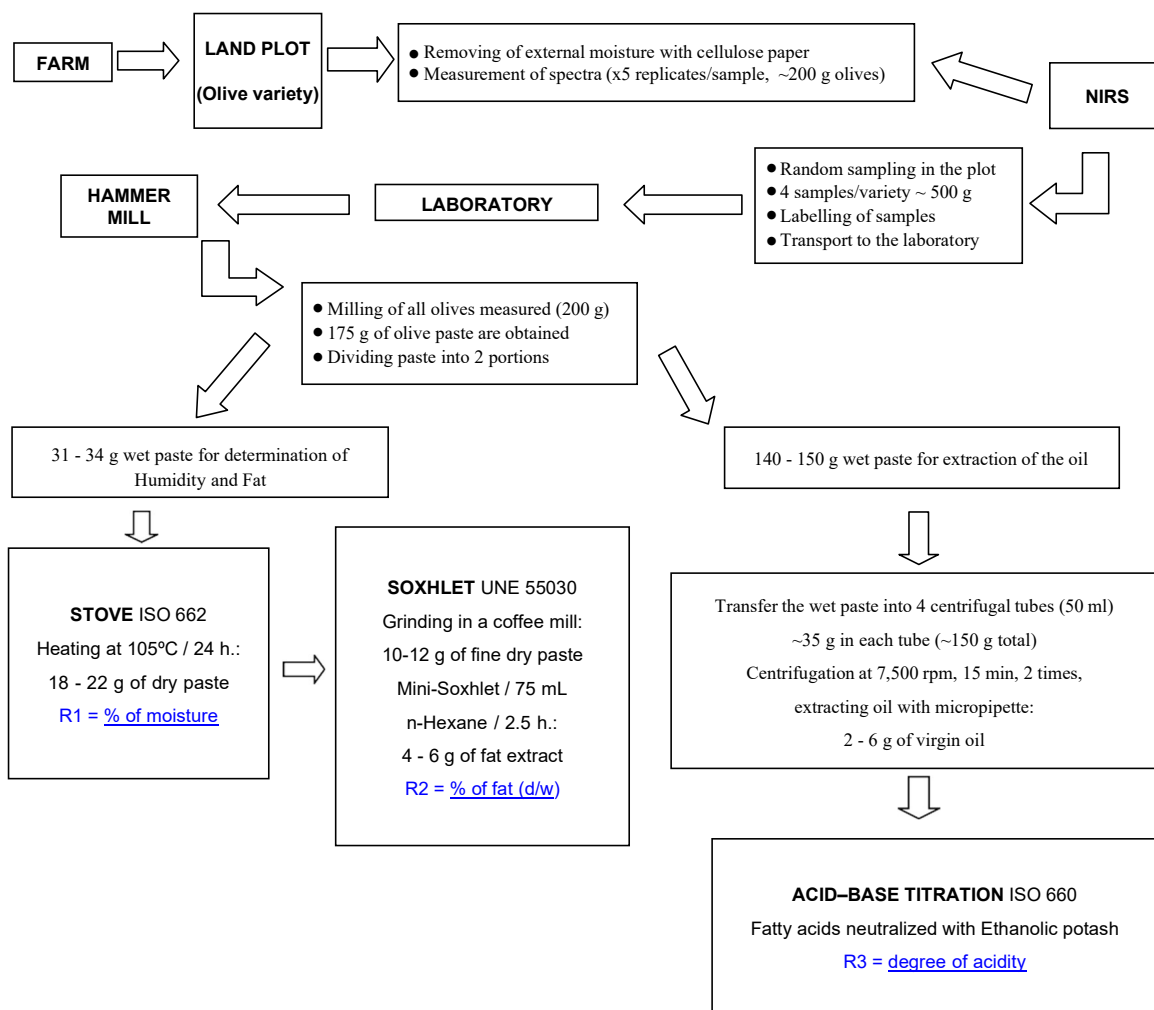 FARM
LAND PLOT
(Olive variety)
● Removing of external moisture with cellulose paper
● Measurement of spectra (x5 replicates/sample, ~200 g olives)
NIRS
HAMMER
MILL
LABORATORY
● Random sampling in the plot
● 4 samples/variety ~ 500 g
● Labelling of samples
● Transport to the laboratory
● Milling of all olives measured (200 g)
● 175 g of olive paste are obtained
● Dividing paste into 2 portions
31 - 34 g wet paste for determination of
Humidity and Fat
140 - 150 g wet paste for extraction of the oil
STOVE ISO 662
Heating at 105ºC / 24 h.:
18 - 22 g of dry paste
R1 = % of moisture
SOXHLET UNE 55030
Grinding in a coffee mill:
10-12 g of fine dry paste
Mini-Soxhlet / 75 mL
n-Hexane / 2.5 h.:
4 - 6 g of fat extract
R2 = % of fat (d/w)
Transfer the wet paste into 4 centrifugal tubes (50 ml)
~35 g in each tube (~150 g total)
Centrifugation at 7,500 rpm, 15 min, 2 times,
extracting oil with micropipette:
2 - 6 g of virgin oil
ACID–BASE TITRATION ISO 660
Fatty acids neutralized with Ethanolic potash
R3 = degree of acidity